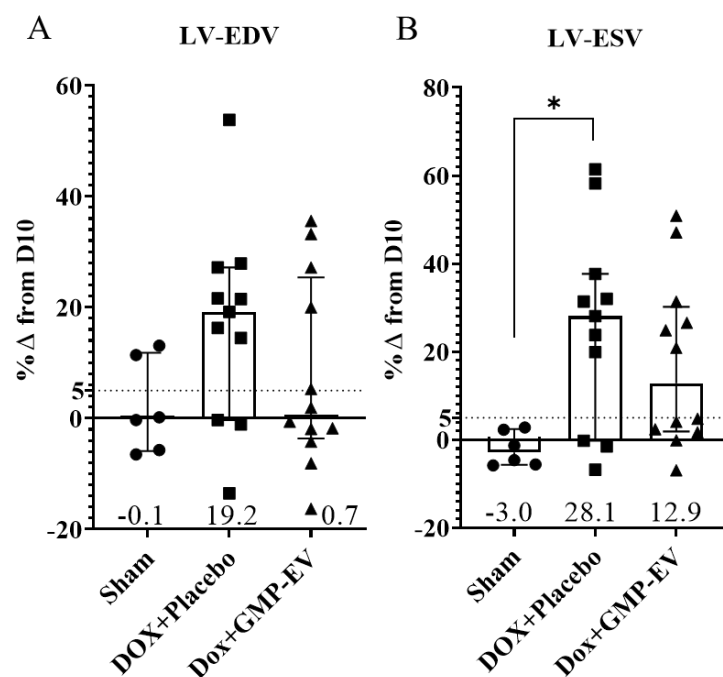 A
LV-EDV
% Δ from D10
60
40
20
5
0
-20
-0.1 19.2 0.7
Sham
DOX+Placebo
Dox+GMP-EV
B
LV-ESV
% Δ from D10
80
60
40
20
5
0
-20
*
-3.0 28.1 12.9
Sham
DOX+Placebo
Dox+GMP-EV